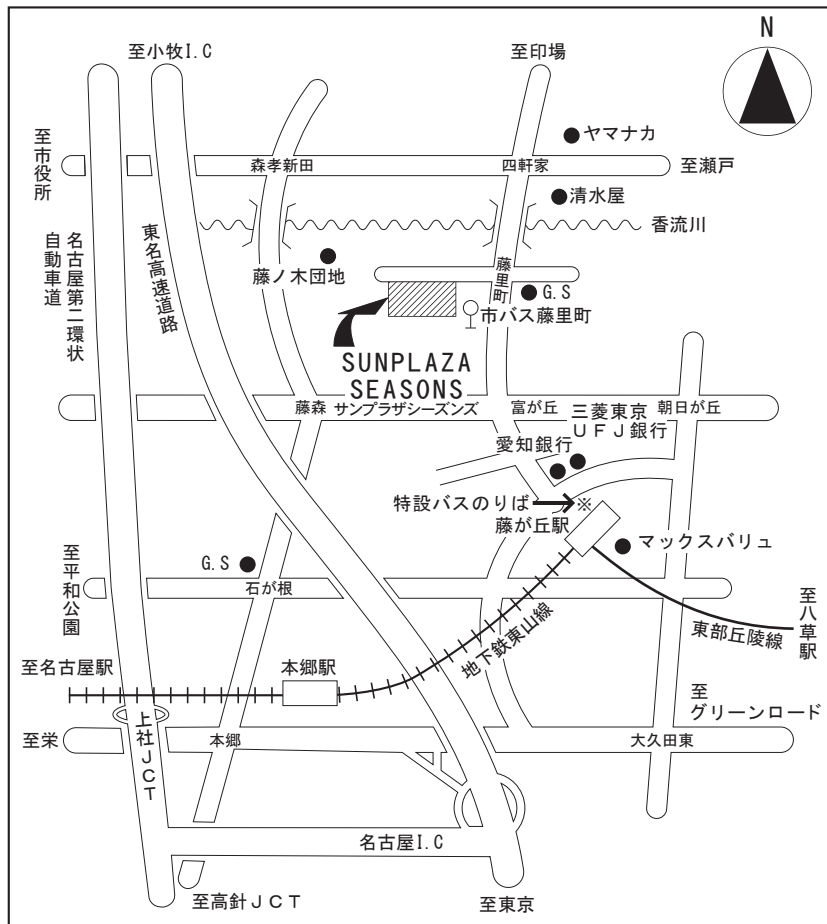 N
至小牧I.C
至印場
ヤマナカ
至市役所
森孝新田
四軒家
至瀬戸
清水屋
香流川
名古屋第二環状
自動車道
東名高速道路
藤ノ木団地
藤里町
G.S
市バス藤里町
SUNPLAZA
SEASONS
藤森
サンプラザシーズンズ
富が丘
三菱東京
UFJ銀行
朝日が丘
愛知銀行
特設バスのりば
※
藤が丘駅
マックスバリュ
G.S
石が根
至平和公園
地下鉄東山線
東部丘陵線
至八草駅
至名古屋駅
本郷駅
至
グリーンロード
至栄
上社JCT
本郷
大久田東
名古屋I.C
至高針JCT
至東京